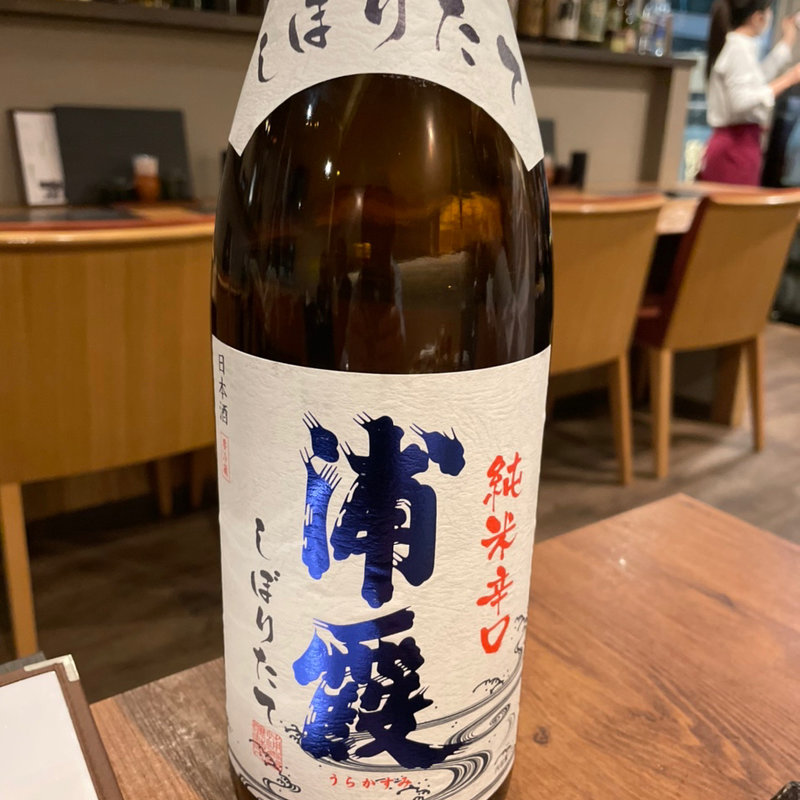 しぼりたて
日本酒
純米辛口
浦霞
しぼりたて
うらかすみ